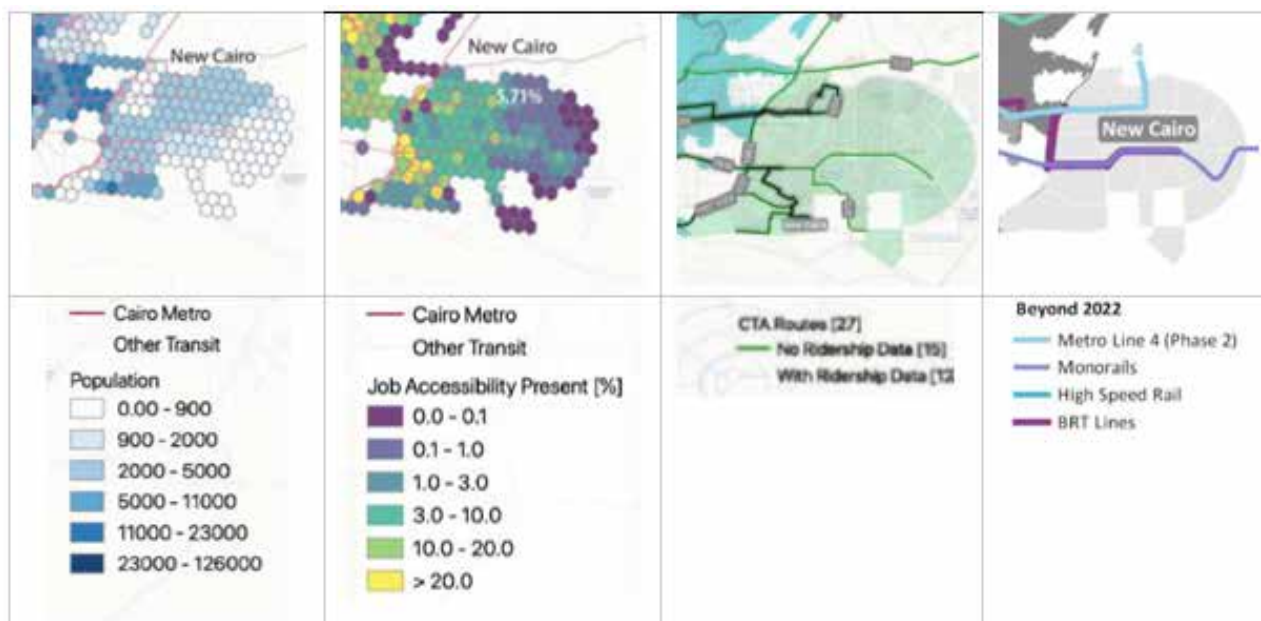 New Cairo
New Cairo
5.71%
4
New Cairo
Cairo Metro
Other Transit
Population
0.00 - 900
900 - 2000
2000 - 5000
5000 - 11000
11000 - 23000
23000 - 126000
Cairo Metro
Other Transit
Job Accessibility Present [%]
0.0 - 0.1
0.1 - 1.0
1.0 - 3.0
3.0 - 10.0
10.0 - 20.0
> 20.0
CTA Routes [27]
No Ridership Data [15]
With Ridership Data [12
Beyond 2022
Metro Line 4 (Phase 2)
Monorails
High Speed Rail
BRT Lines